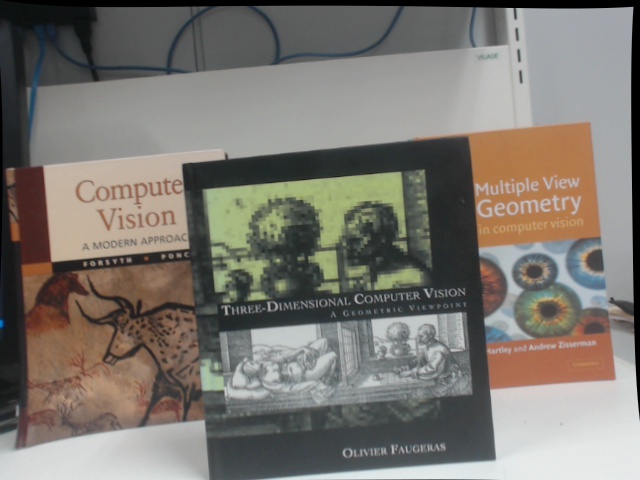 Compute
Vision
A MODERN APPROAC
FORSYTH PONC
THREE-DIMENSIONAL COMPUTER VISION
A GEOMETRIC VIEWPOINT
OLIVIER FAUGERAS
Multiple View
Geometry
in computer vision
Hartley and Andrew Zisserman